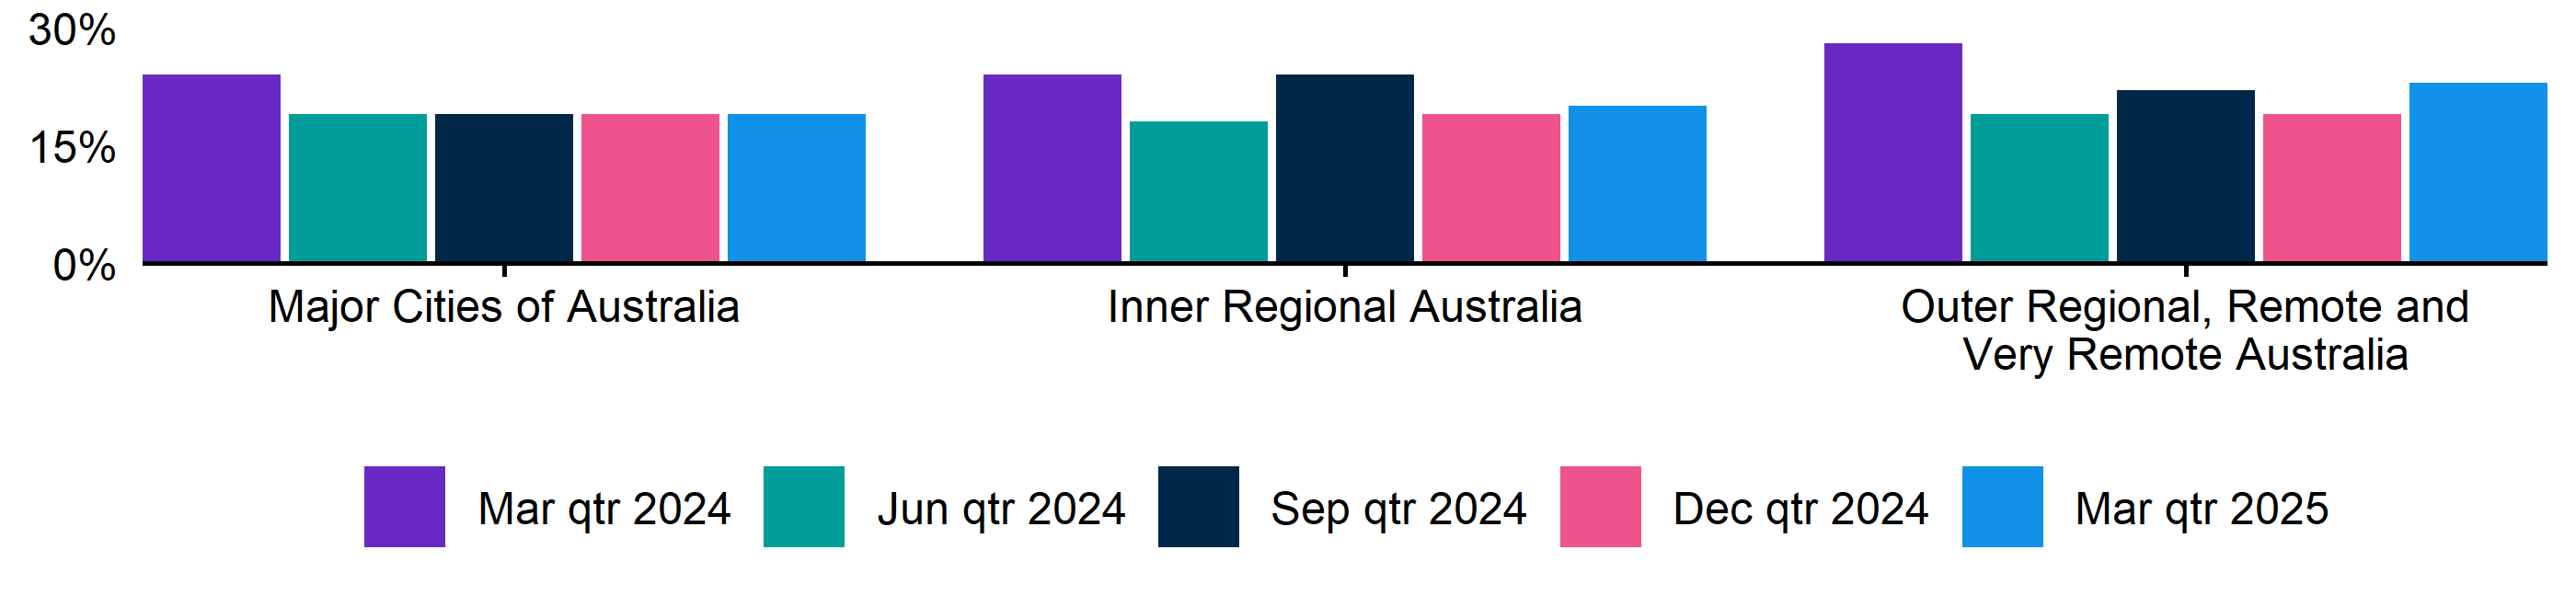 30%
15%
0%
Major Cities of Australia
Inner Regional Australia
Outer Regional, Remote and
Very Remote Australia
Mar qtr 2024
Jun qtr 2024
Sep qtr 2024
Dec qtr 2024
Mar qtr 2025